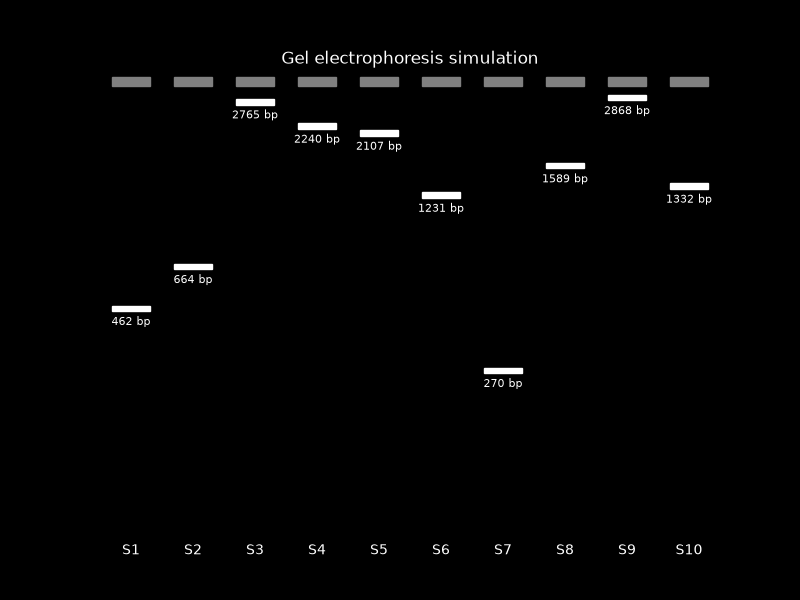 Gel electrophoresis simulation
2868 bp
2765 bp
2240 bp
2107 bp
1589 bp
1332 bp
1231 bp
664 bp
462 bp
270 bp
S1 S2 S3 S4 S5 S6 S7 S8 S9 S10